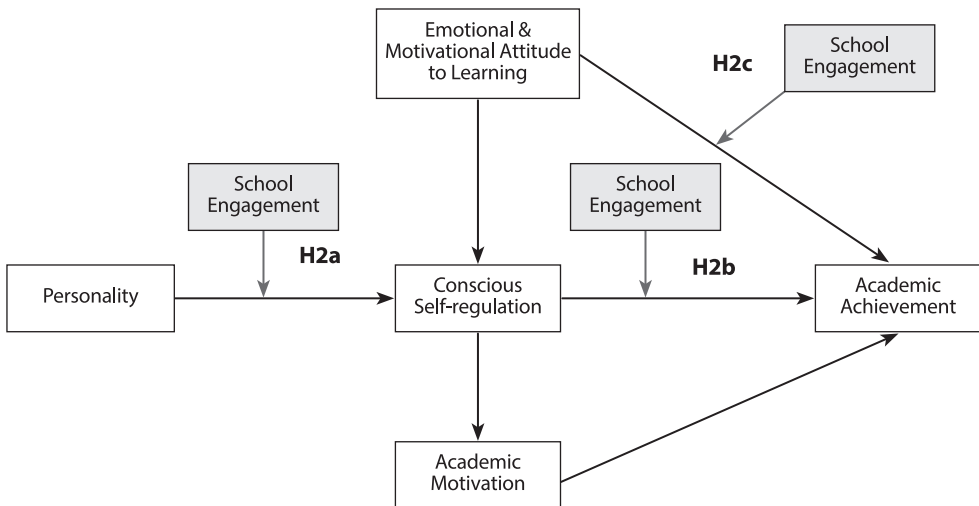 Emotional &
Motivational Attitude
to Learning
H2c
School
Engagement
School
Engagement
H2a
School
Engagement
H2b
Personality
Conscious
Self-regulation
Academic
Achievement
Academic
Motivation